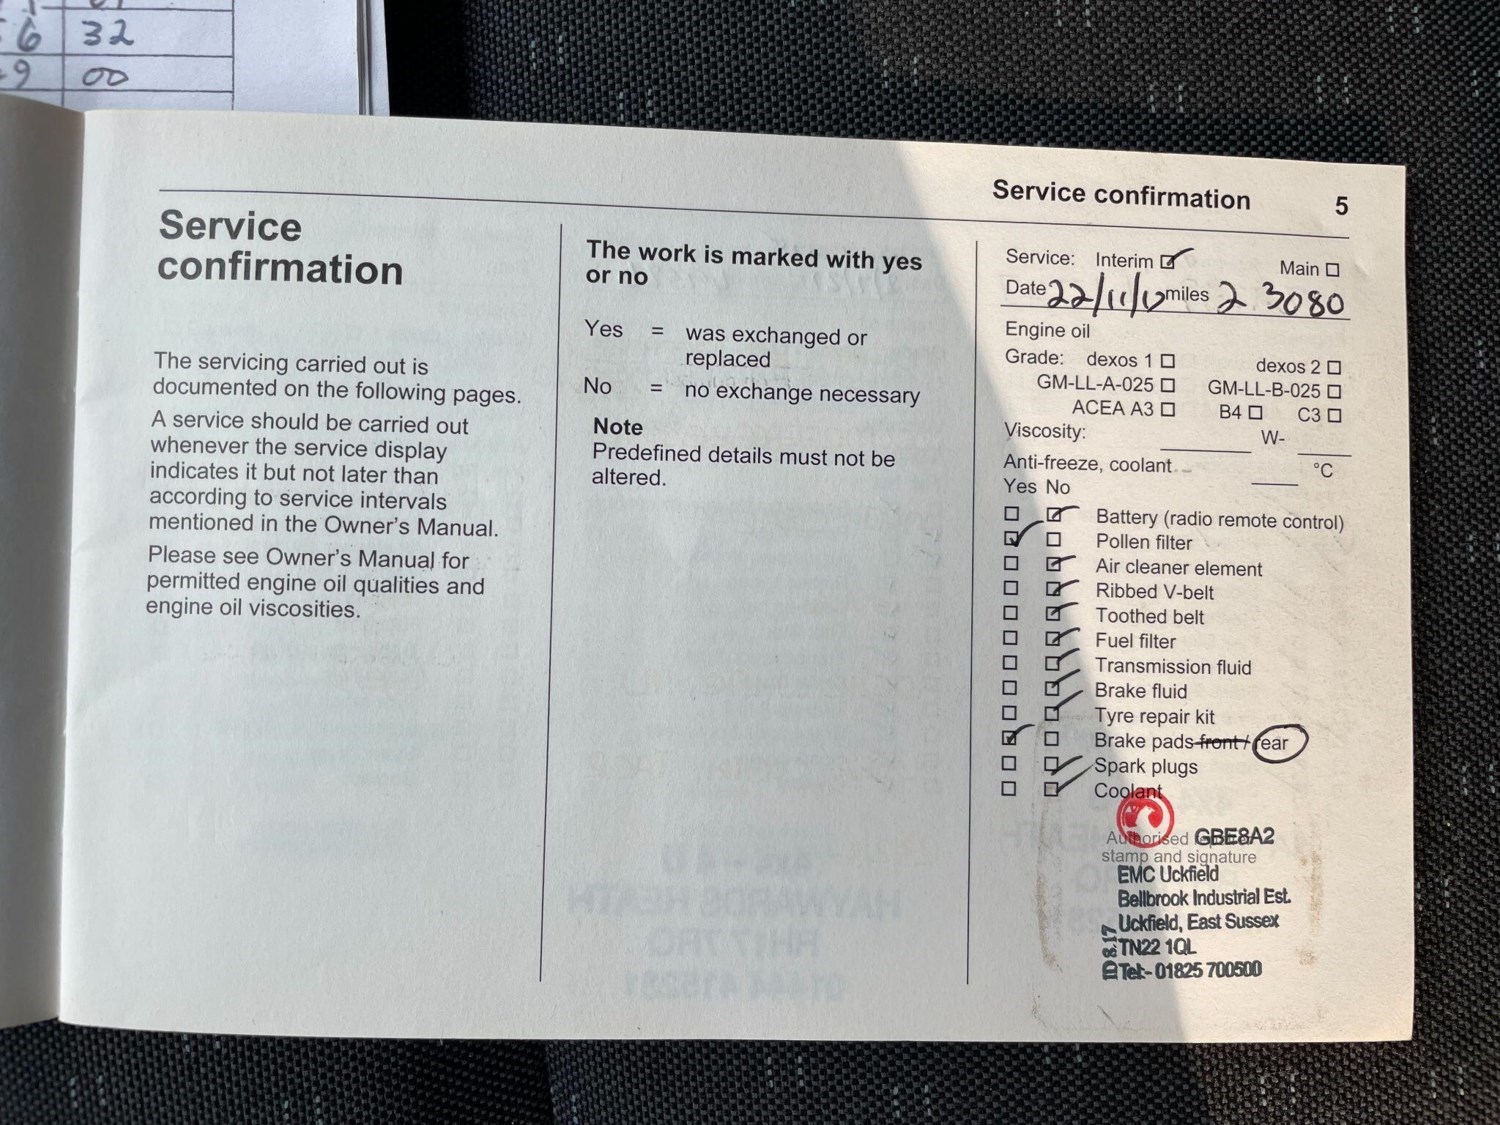 32
00
Service confirmation 5
Service
confirmation
The servicing carried out is
documented on the following pages.
A service should be carried out
whenever the service display
indicates it but not later than
according to service intervals
mentioned in the Owner's Manual.
Please see Owner's Manual for
permitted engine oil qualities and
engine oil viscosities.
The work is marked with yes
or no
Yes = was exchanged or
replaced
No = no exchange necessary
Note
Predefined details must not be
altered.
Service: Interim Main
Date 22/11/ miles 23080
Engine oil
Grade: dexos 1 dexos 2
GM-LL-A-025 GM-LL-B-025
ACEA A3 B4 C3
Viscosity: W-
Anti-freeze, coolant °C
Yes No
Battery (radio remote control)
Pollen filter
Air cleaner element
Ribbed V-belt
Toothed belt
Fuel filter
Transmission fluid
Brake fluid
Tyre repair kit
Brake pads front / rear
Spark plugs
Coolant
Authorised GBE8A2
stamp and signature
EMC Uckfield
Bellbrook Industrial Est.
Uckfield, East Sussex
TN22 1QL
Tel:- 01825 700500